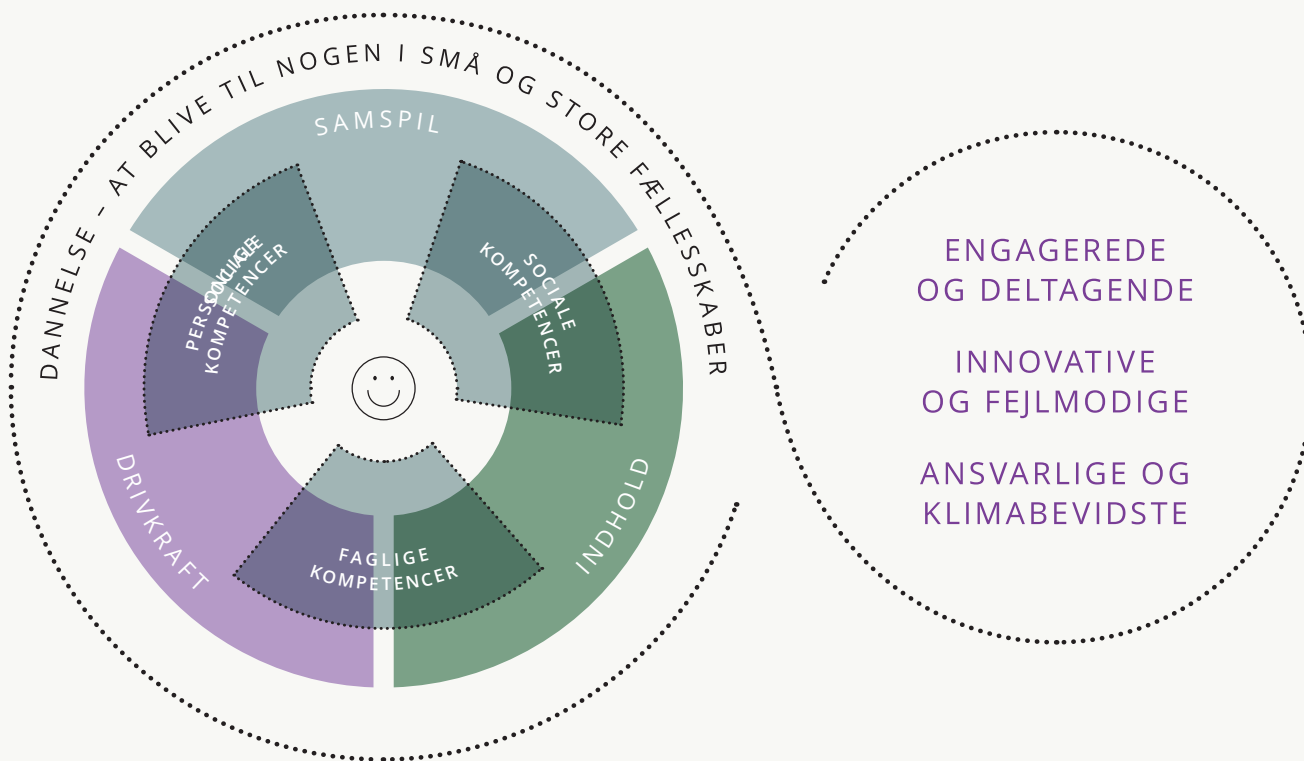 DANNELSE – AT BLIVE TIL NOGEN I SMÅ OG STORE FÆLLESSKABER
SAMSPIL
KOMPETENCER
SOCIALE
KOMPETENCER
DRIVKRAFT
INDHOLD
FAGLIGE
KOMPETENCER
ENGAGEREDE
OG DELTAGENDE
INNOVATIVE
OG FEJLMODIGE
ANSVARLIGE OG
KLIMABEVIDSTE